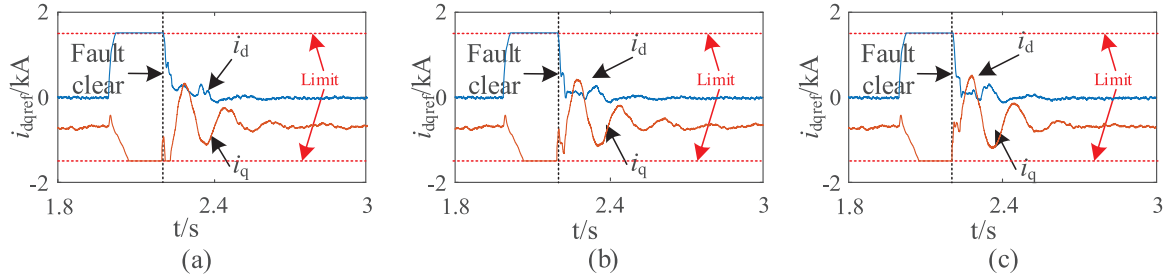 2
0
-2
i_dqref/kA
Fault
clear
i_d
Limit
i_q
1.8
2.4
3
t/s
(a)
2
0
-2
i_dqref/kA
Fault
clear
i_d
Limit
i_q
1.8
2.4
3
t/s
(b)
2
0
-2
i_dqref/kA
Fault
clear
i_d
Limit
i_q
1.8
2.4
3
t/s
(c)